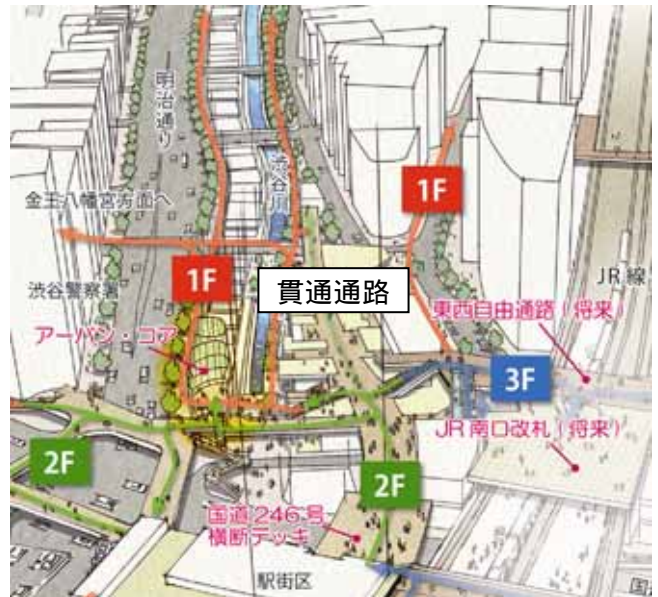 明治通り
渋谷川
1F
金王八幡宮方面へ
1F
貫通通路
JR線
渋谷警察署
アーバン・コア
東西自由通路(将来)
3F
JR南口改札(将来)
2F
2F
国道246号
横断デッキ
駅街区